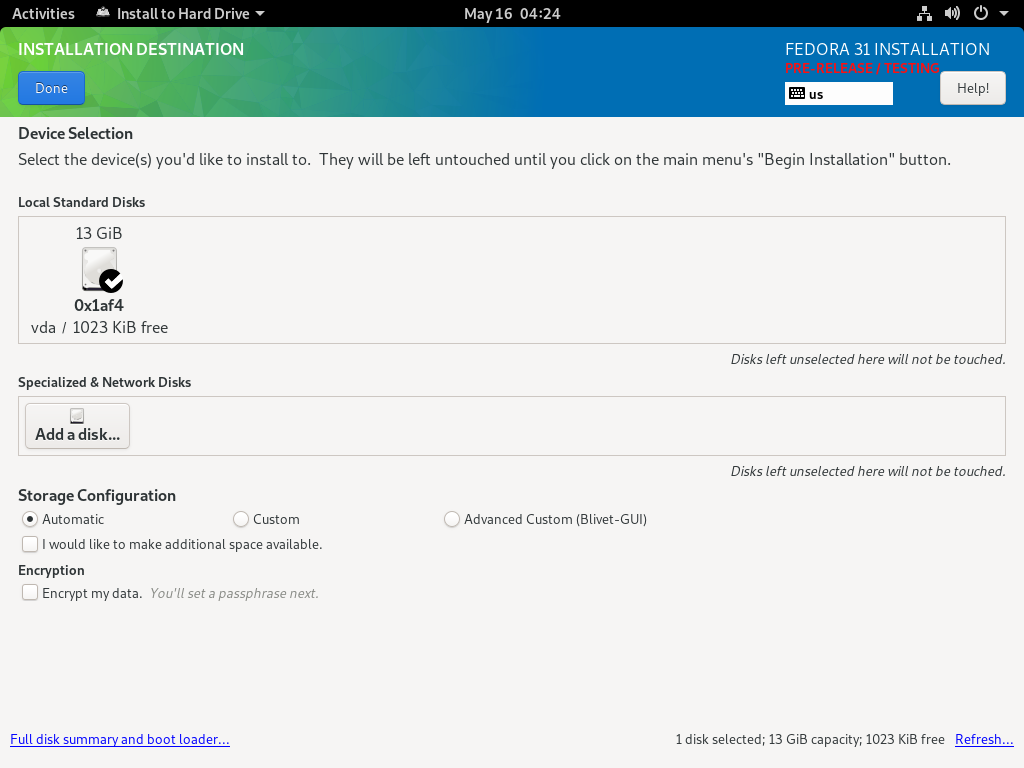 Activities Install to Hard Drive May 16 04:24
INSTALLATION DESTINATION
FEDORA 31 INSTALLATION
PRE-RELEASE / TESTING
Done
us
Help!
Device Selection
Select the device(s) you'd like to install to. They will be left untouched until you click on the main menu's "Begin Installation" button.
Local Standard Disks
13 GiB
0x1af4
vda / 1023 KiB free
Disks left unselected here will not be touched.
Specialized & Network Disks
Add a disk...
Disks left unselected here will not be touched.
Storage Configuration
Automatic Custom Advanced Custom (Blivet-GUI)
I would like to make additional space available.
Encryption
Encrypt my data. You'll set a passphrase next.
Full disk summary and boot loader... 1 disk selected; 13 GiB capacity; 1023 KiB free Refresh...